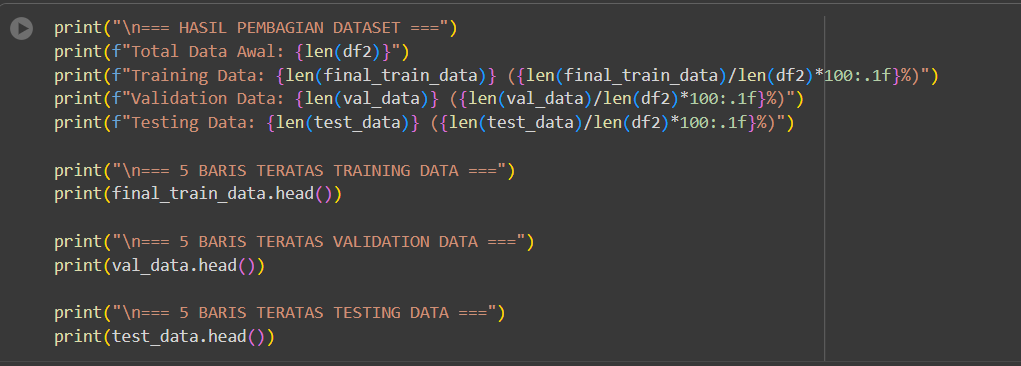 print("\n=== HASIL PEMBAGIAN DATASET ===")
print(f"Total Data Awal: {len(df2)}")
print(f"Training Data: {len(final_train_data)} ({len(final_train_data)/len(df2)*100:.1f}%)")
print(f"Validation Data: {len(val_data)} ({len(val_data)/len(df2)*100:.1f}%)")
print(f"Testing Data: {len(test_data)} ({len(test_data)/len(df2)*100:.1f}%)")
print("\n=== 5 BARIS TERATAS TRAINING DATA ===")
print(final_train_data.head())
print("\n=== 5 BARIS TERATAS VALIDATION DATA ===")
print(val_data.head())
print("\n=== 5 BARIS TERATAS TESTING DATA ===")
print(test_data.head())